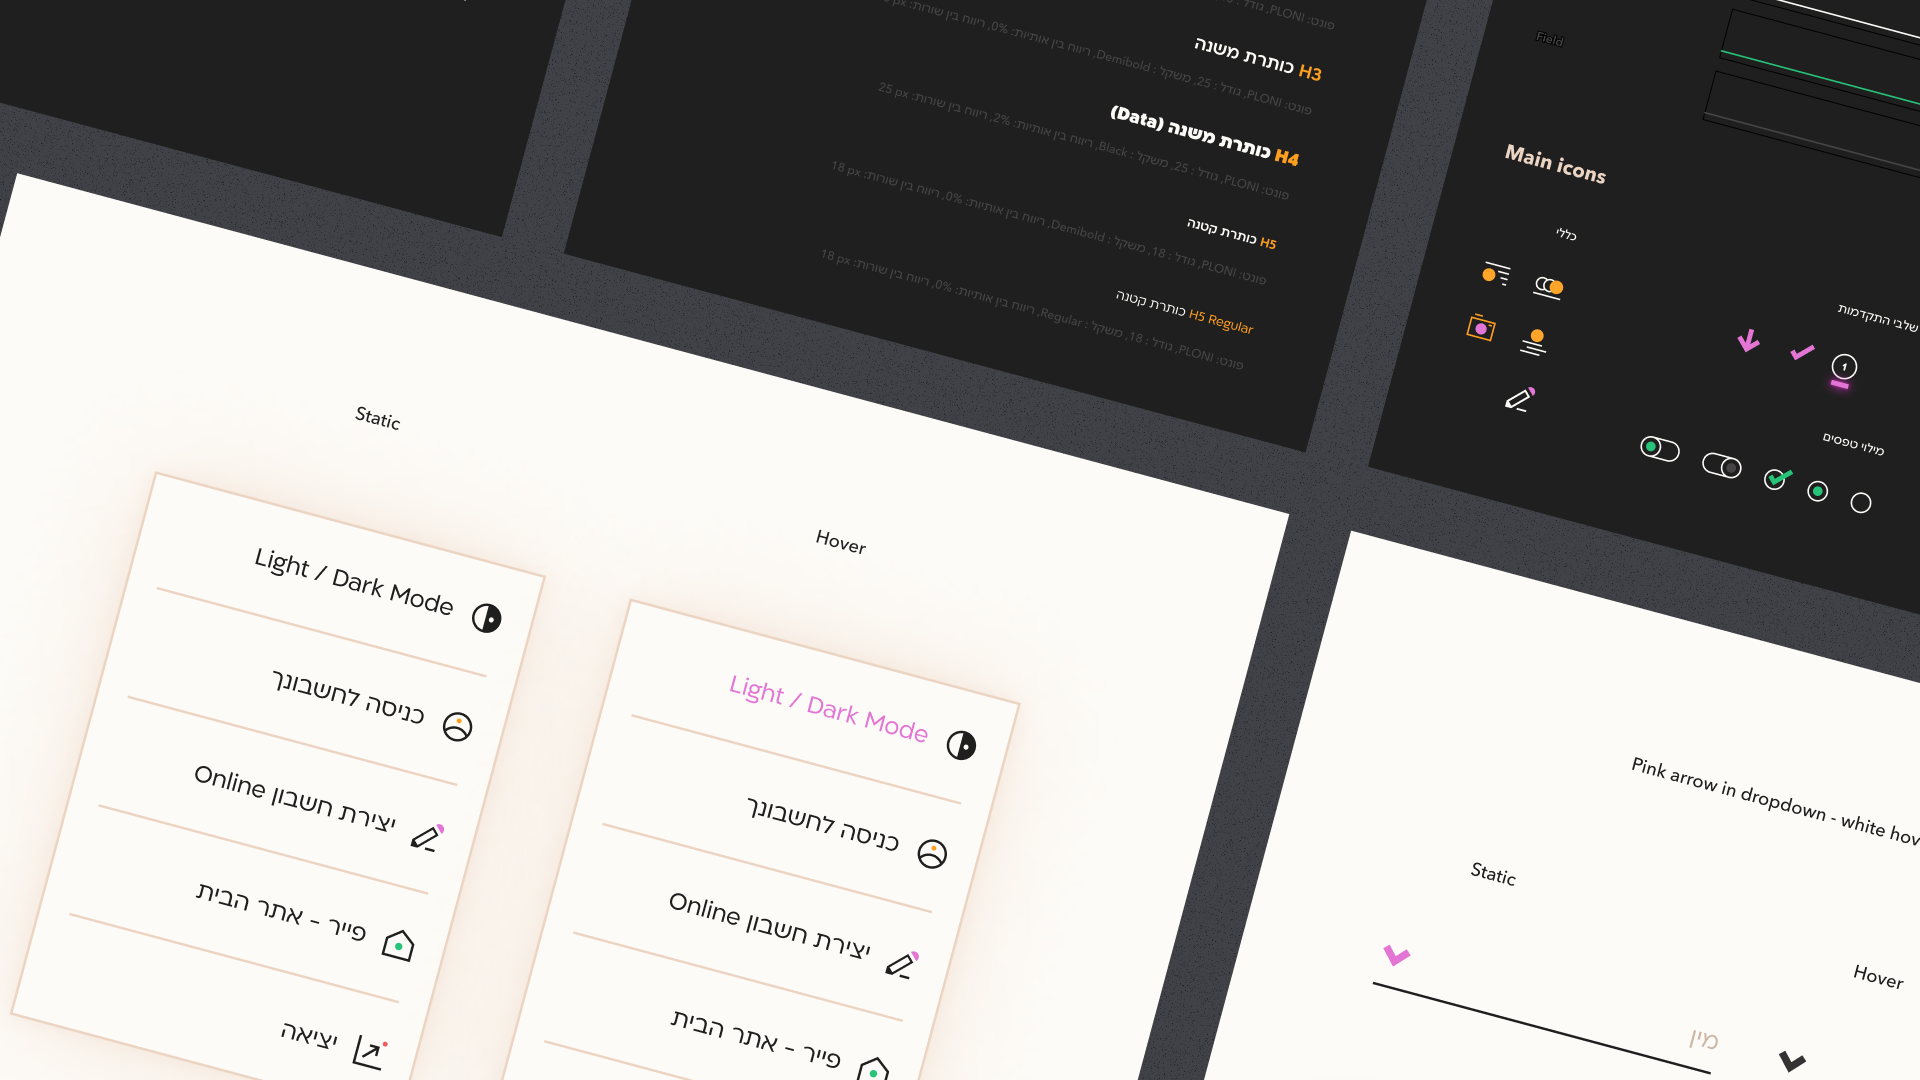 פונט: PLONI, גודל :
H3 כותרת משנה
פונט: PLONI, גודל : 25, משקל : Demibold, ריווח בין אותיות: 0%, ריווח בין שורות:
H4 כותרת משנה (Data)
פונט: PLONI, גודל : 25, משקל : Black, ריווח בין אותיות: 2%, ריווח בין שורות: 25 px
H5 כותרת קטנה
פונט: PLONI, גודל : 18, משקל : Demibold, ריווח בין אותיות: 0%, ריווח בין שורות: 18 px
H5 Regular כותרת קטנה
פונט: PLONI, גודל : 18, משקל : Regular, ריווח בין אותיות: 0%, ריווח בין שורות: 18 px
Field
Main icons
כללי
שלבי התקדמות
1
מילוי טפסים
Static
Light / Dark Mode
כניסה לחשבונך
יצירת חשבון Online
פייר - אתר הבית
יציאה
Hover
Light / Dark Mode
כניסה לחשבונך
יצירת חשבון Online
פייר - אתר הבית
Pink arrow in dropdown - white hov
Static
Hover
מין